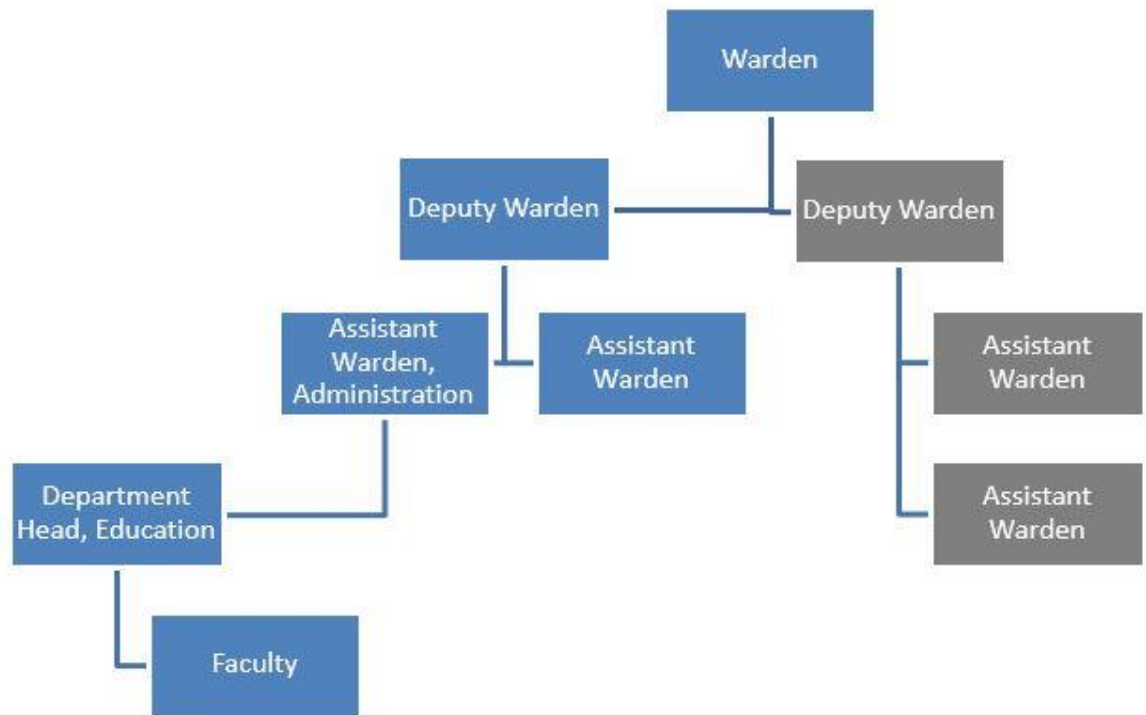 Warden
Deputy Warden
Deputy Warden
Assistant
Warden,
Administration
Assistant
Warden
Assistant
Warden
Department
Head, Education
Assistant
Warden
Faculty